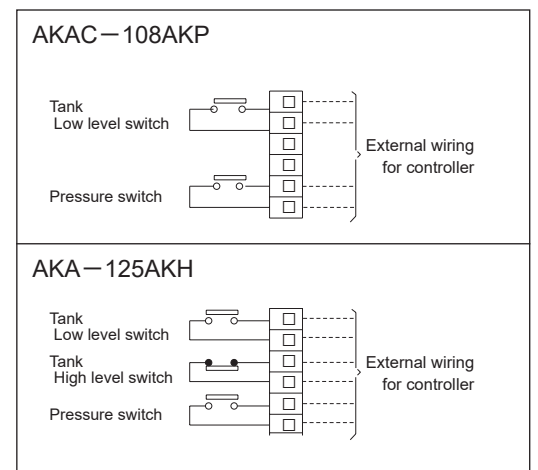 AKAC－108AKP
Tank
Low level switch
External wiring
for controller
Pressure switch
AKA－125AKH
Tank
Low level switch
Tank
High level switch
External wiring
for controller
Pressure switch